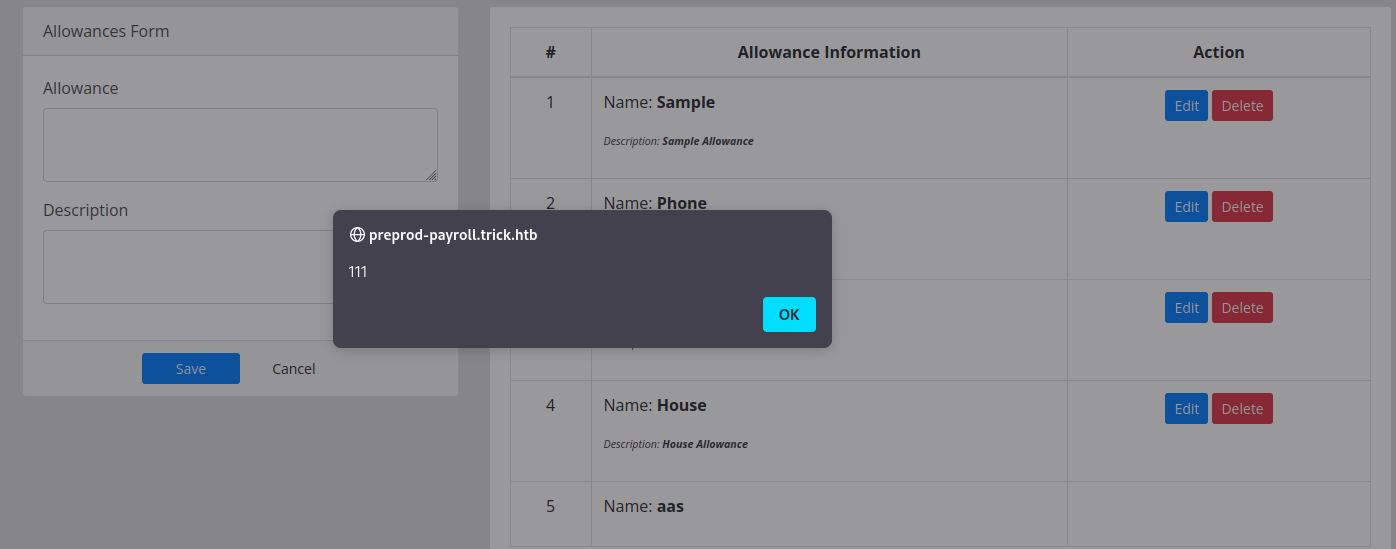 Allowances Form
Allowance
Description
Save Cancel
# Allowance Information Action
1 Name: Sample Edit Delete
Description: Sample Allowance
2 Name: Phone Edit Delete
Edit Delete
4 Name: House Edit Delete
Description: House Allowance
5 Name: aas
preprod-payroll.trick.htb
111
OK